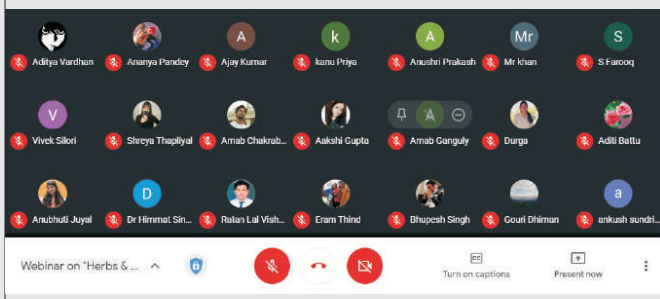 A k A Mr S
Aditya Vardhan Ananya Pandey Ajay Kumar kanu Priya Anushri Prakash Mr khan S Farooq
V A
Vivek Silori Shreya Thapliyal Arnab Chakrab... Aakshi Gupta Arnab Ganguly Durga Aditi Battu
D a
Anubhuti Juyal Dr Himmat Sin... Ratan Lal Vish... Eram Thind Bhupesh Singh Gouri Dhiman ankush sundri...
Webinar on "Herbs & ... Turn on captions Present now